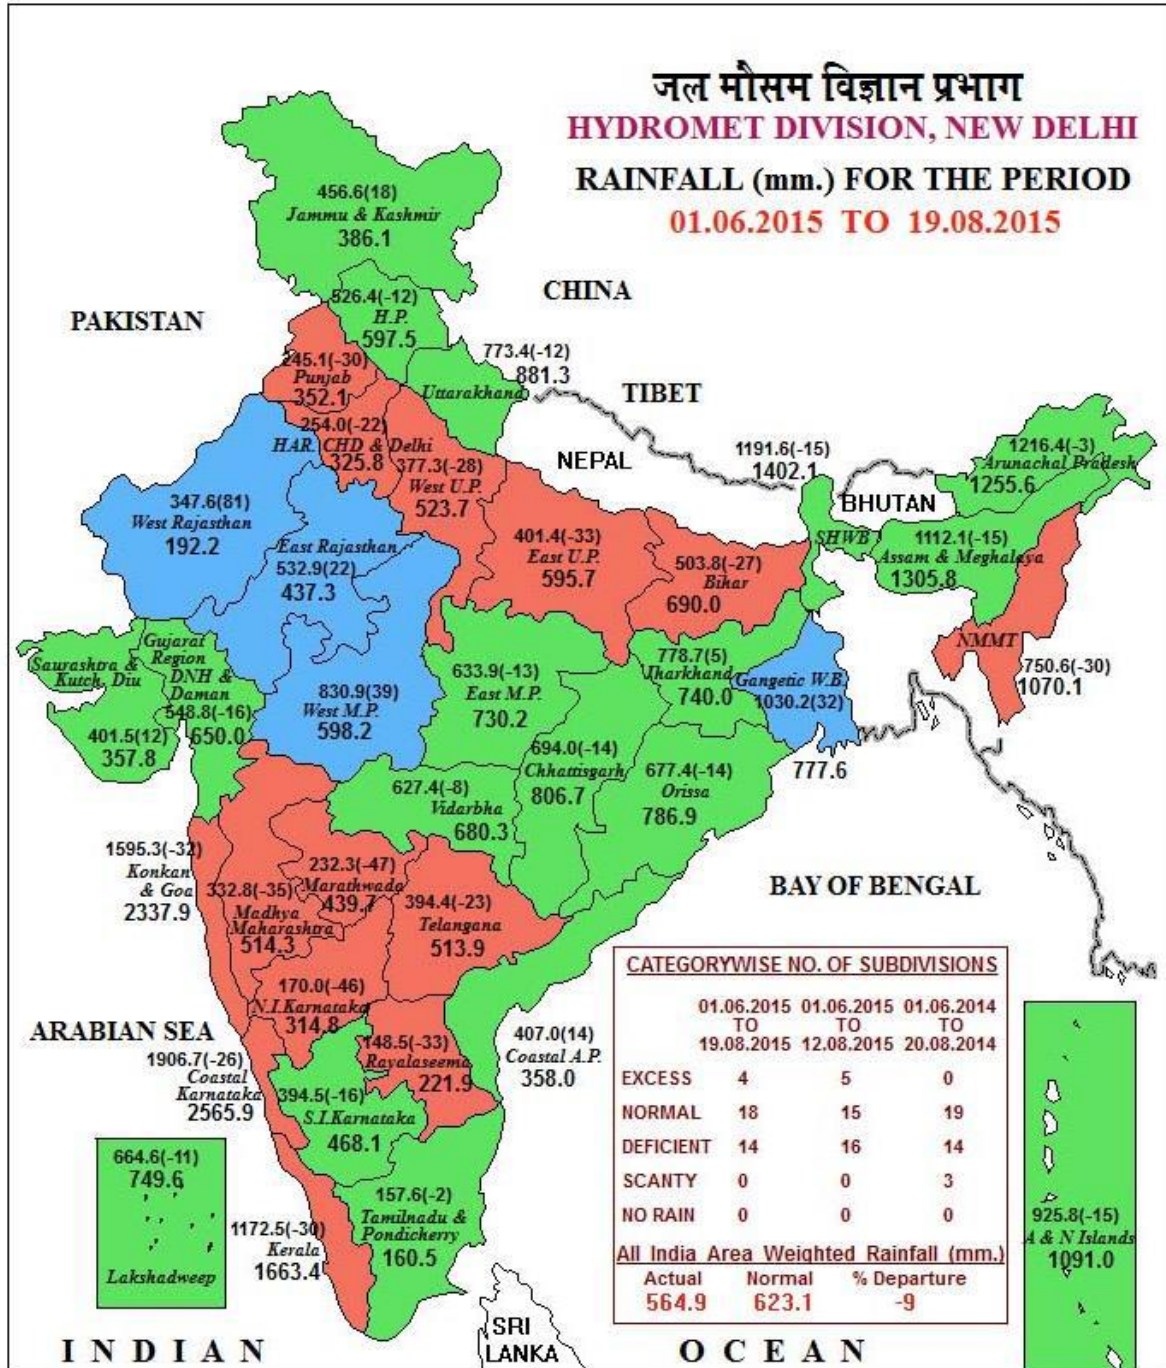 जल मौसम विज्ञान प्रभाग
HYDROMET DIVISION, NEW DELHI
RAINFALL (mm.) FOR THE PERIOD
01.06.2015 TO 19.08.2015
456.6(18)
Jammu & Kashmir
386.1
CHINA
526.4(-12)
H.P.
597.5
PAKISTAN
773.4(-12)
881.3
Uttarakhand
TIBET
245.1(-30)
Punjab
352.1
254.0(-22)
HAR. CHD & Delhi
325.8
377.3(-28)
West U.P.
523.7
NEPAL
1191.6(-15)
1402.1
SHWB
BHUTAN
1216.4(-3)
Arunachal Pradesh
1255.6
1112.1(-15)
Assam & Meghalaya
1305.8
347.6(81)
West Rajasthan
192.2
East Rajasthan
532.9(22)
437.3
401.4(-33)
East U.P.
595.7
503.8(-27)
Bihar
690.0
NMMT
750.6(-30)
1070.1
Gujarat
Region
DNH &
Daman
548.8(-16)
650.0
Saurashtra &
Kutch, Diu
401.5(12)
357.8
830.9(39)
West M.P.
598.2
633.9(-13)
East M.P.
730.2
778.7(5)
Jharkhand
740.0
Gangetic W.B.
1030.2(32)
777.6
694.0(-14)
Chhattisgarh
806.7
677.4(-14)
Orissa
786.9
627.4(-8)
Vidarbha
680.3
1595.3(-32)
Konkan
& Goa
2337.9
332.8(-35)
Madhya
Maharashtra
514.3
232.3(-47)
Marathwada
439.7
394.4(-23)
Telangana
513.9
BAY OF BENGAL
170.0(-46)
N.I.Karnataka
314.8
ARABIAN SEA
1906.7(-26)
Coastal
Karnataka
2565.9
148.5(-33)
Rayalaseema
221.9
407.0(14)
Coastal A.P.
358.0
394.5(-16)
S.I.Karnataka
468.1
664.6(-11)
749.6
Lakshadweep
1172.5(-30)
Kerala
1663.4
157.6(-2)
Tamilnadu &
Pondicherry
160.5
CATEGORYWISE NO. OF SUBDIVISIONS
01.06.2015 01.06.2015 01.06.2014
TO TO TO
19.08.2015 12.08.2015 20.08.2014
EXCESS 4 5 0
NORMAL 18 15 19
DEFICIENT 14 16 14
SCANTY 0 0 3
NO RAIN 0 0 0
All India Area Weighted Rainfall (mm.)
Actual Normal % Departure
564.9 623.1 -9
925.8(-15)
A & N Islands
1091.0
SRI
LANKA
INDIAN OCEAN